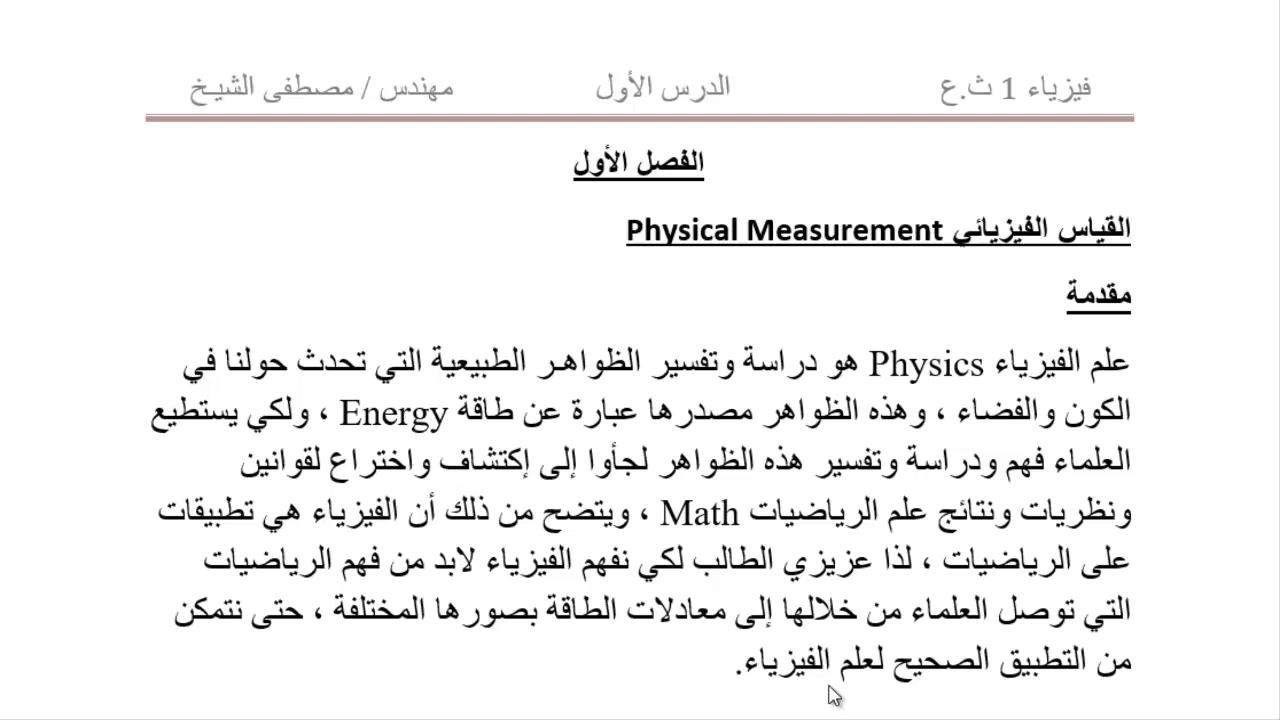 فيزياء 1 ث.ع الدرس الأول مهندس / مصطفى الشيخ
الفصل الأول
القياس الفيزيائي Physical Measurement
مقدمة
علم الفيزياء Physics هو دراسة وتفسير الظواهر الطبيعية التي تحدث حولنا في
الكون والفضاء ، وهذه الظواهر مصدرها عبارة عن طاقة Energy ، ولكي يستطيع
العلماء فهم ودراسة وتفسير هذه الظواهر لجأوا إلى إكتشاف واختراع لقوانين
ونظريات ونتائج علم الرياضيات Math ، ويتضح من ذلك أن الفيزياء هي تطبيقات
على الرياضيات ، لذا عزيزي الطالب لكي نفهم الفيزياء لابد من فهم الرياضيات
التي توصل العلماء من خلالها إلى معادلات الطاقة بصورها المختلفة ، حتى نتمكن
من التطبيق الصحيح لعلم الفيزياء.